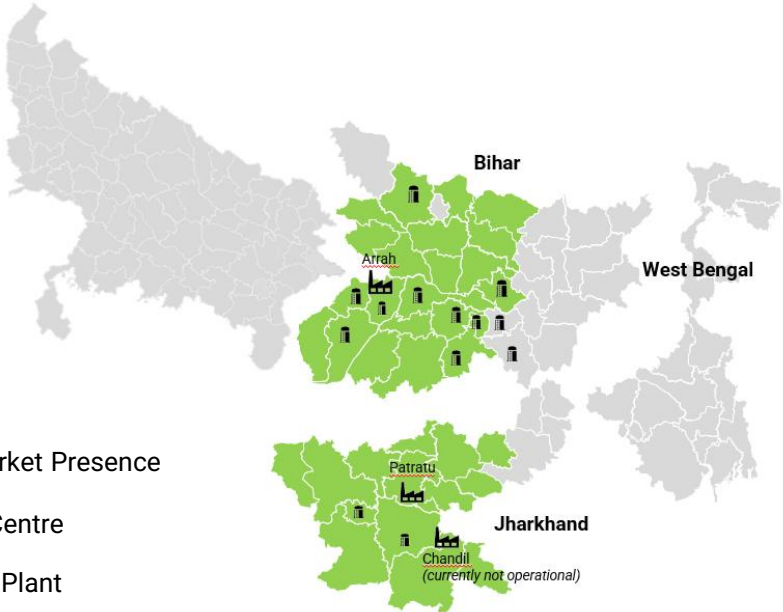 Bihar
Arrah
West Bengal
rket Presence
Patratu
Centre
Jharkhand
Chandil
(currently not operational)
Plant